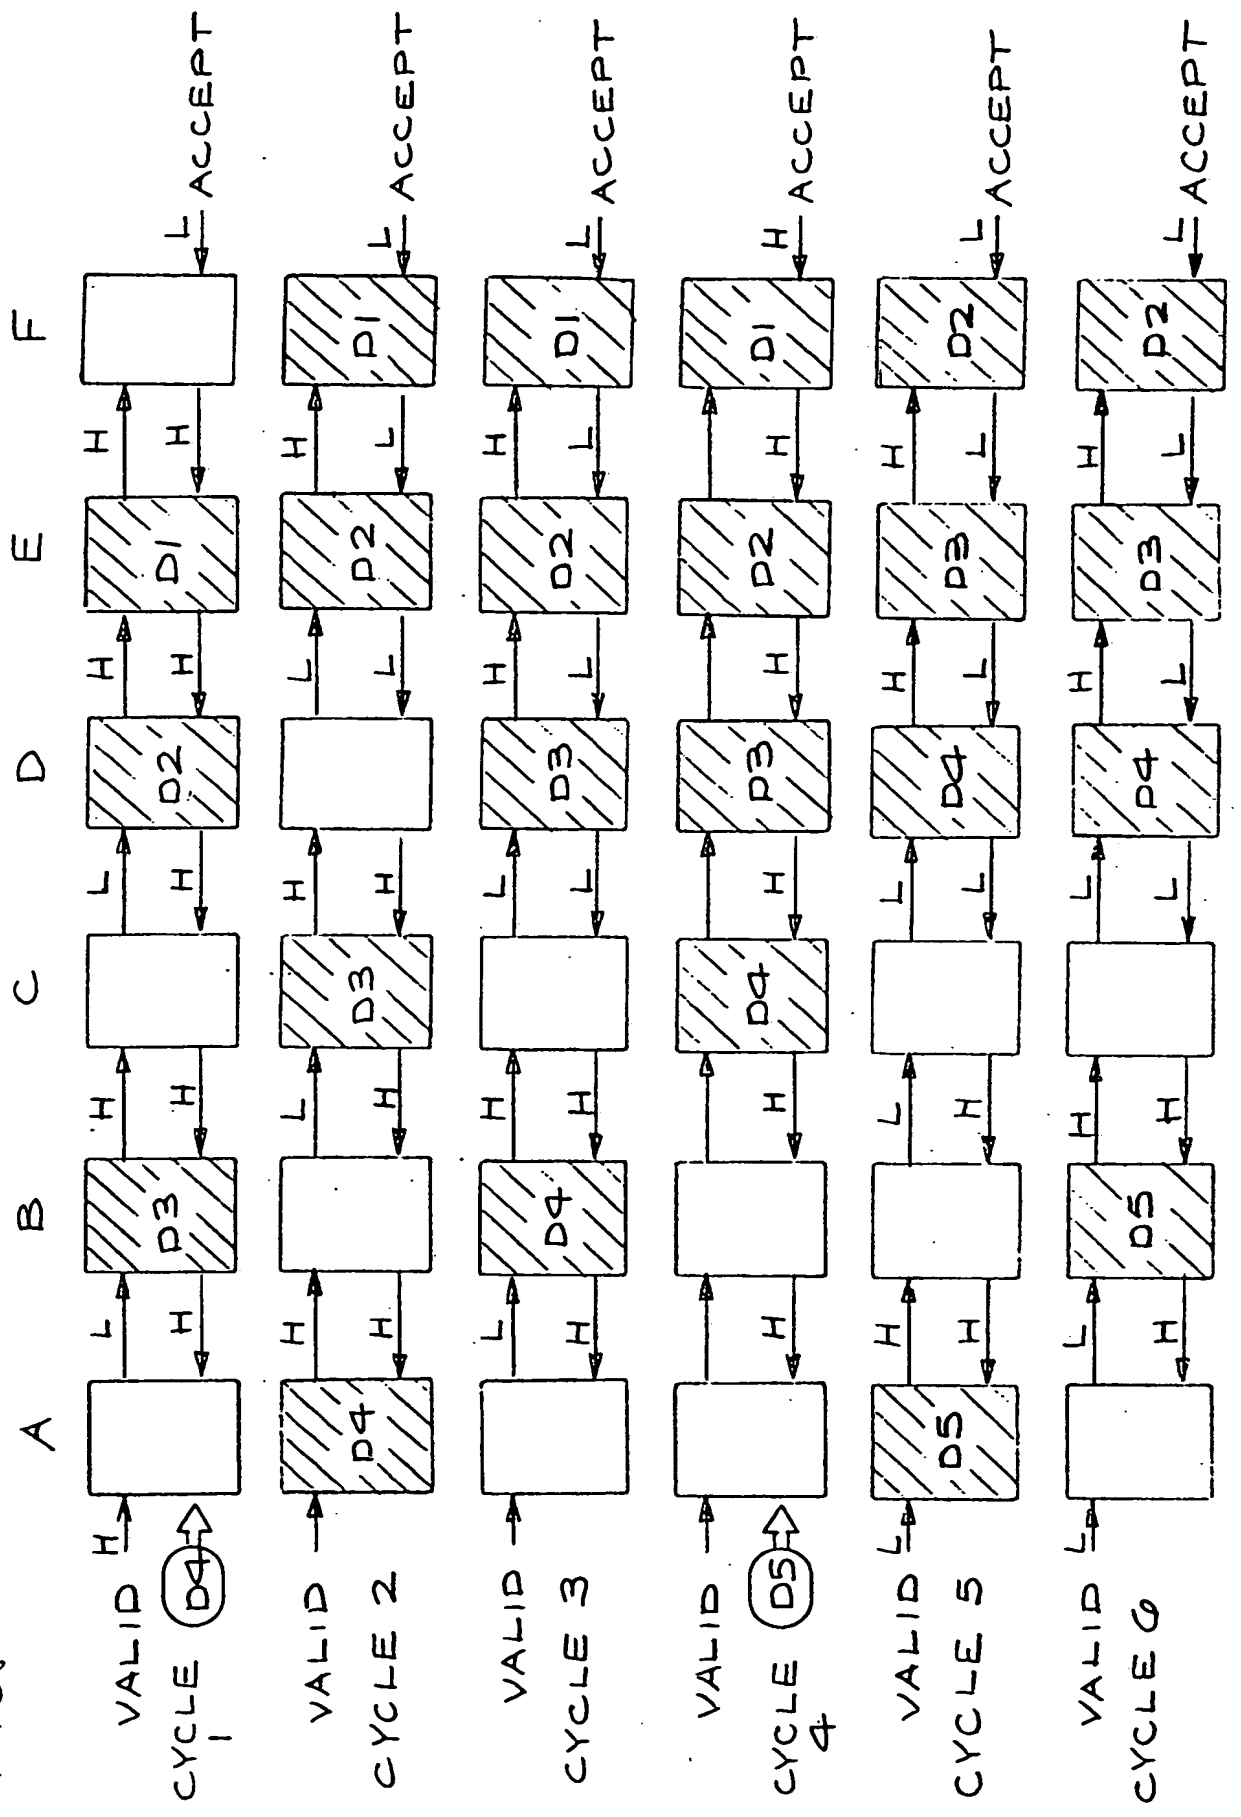 A B C D E F
VALID H L H L H H
D3 D2 D1
CYCLE 1 D4 H H H H H L ACCEPT
VALID H L H L H
D4 D3 D2 D1
CYCLE 2 H H H L L L ACCEPT
VALID L H L H H
D4 D3 D2 D1
CYCLE 3 H H L L L L ACCEPT
VALID
D4 D3 D2 D1
CYCLE 4 D5 H H H H H H ACCEPT
VALID L H L L H H
D5 D4 D3 D2
CYCLE 5 H H L L L L ACCEPT
VALID L L H L H H
D5 D4 D3 D2
CYCLE 6 H H L L L L ACCEPT